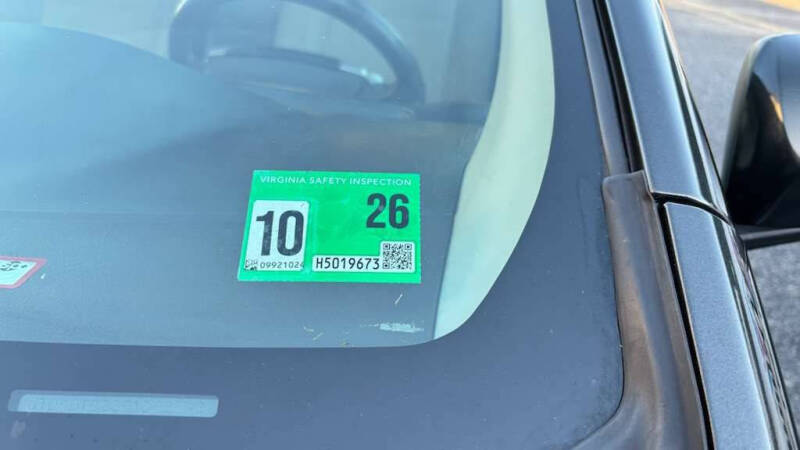 VIRGINIA SAFETY INSPECTION
10 26
09921024
H5019673